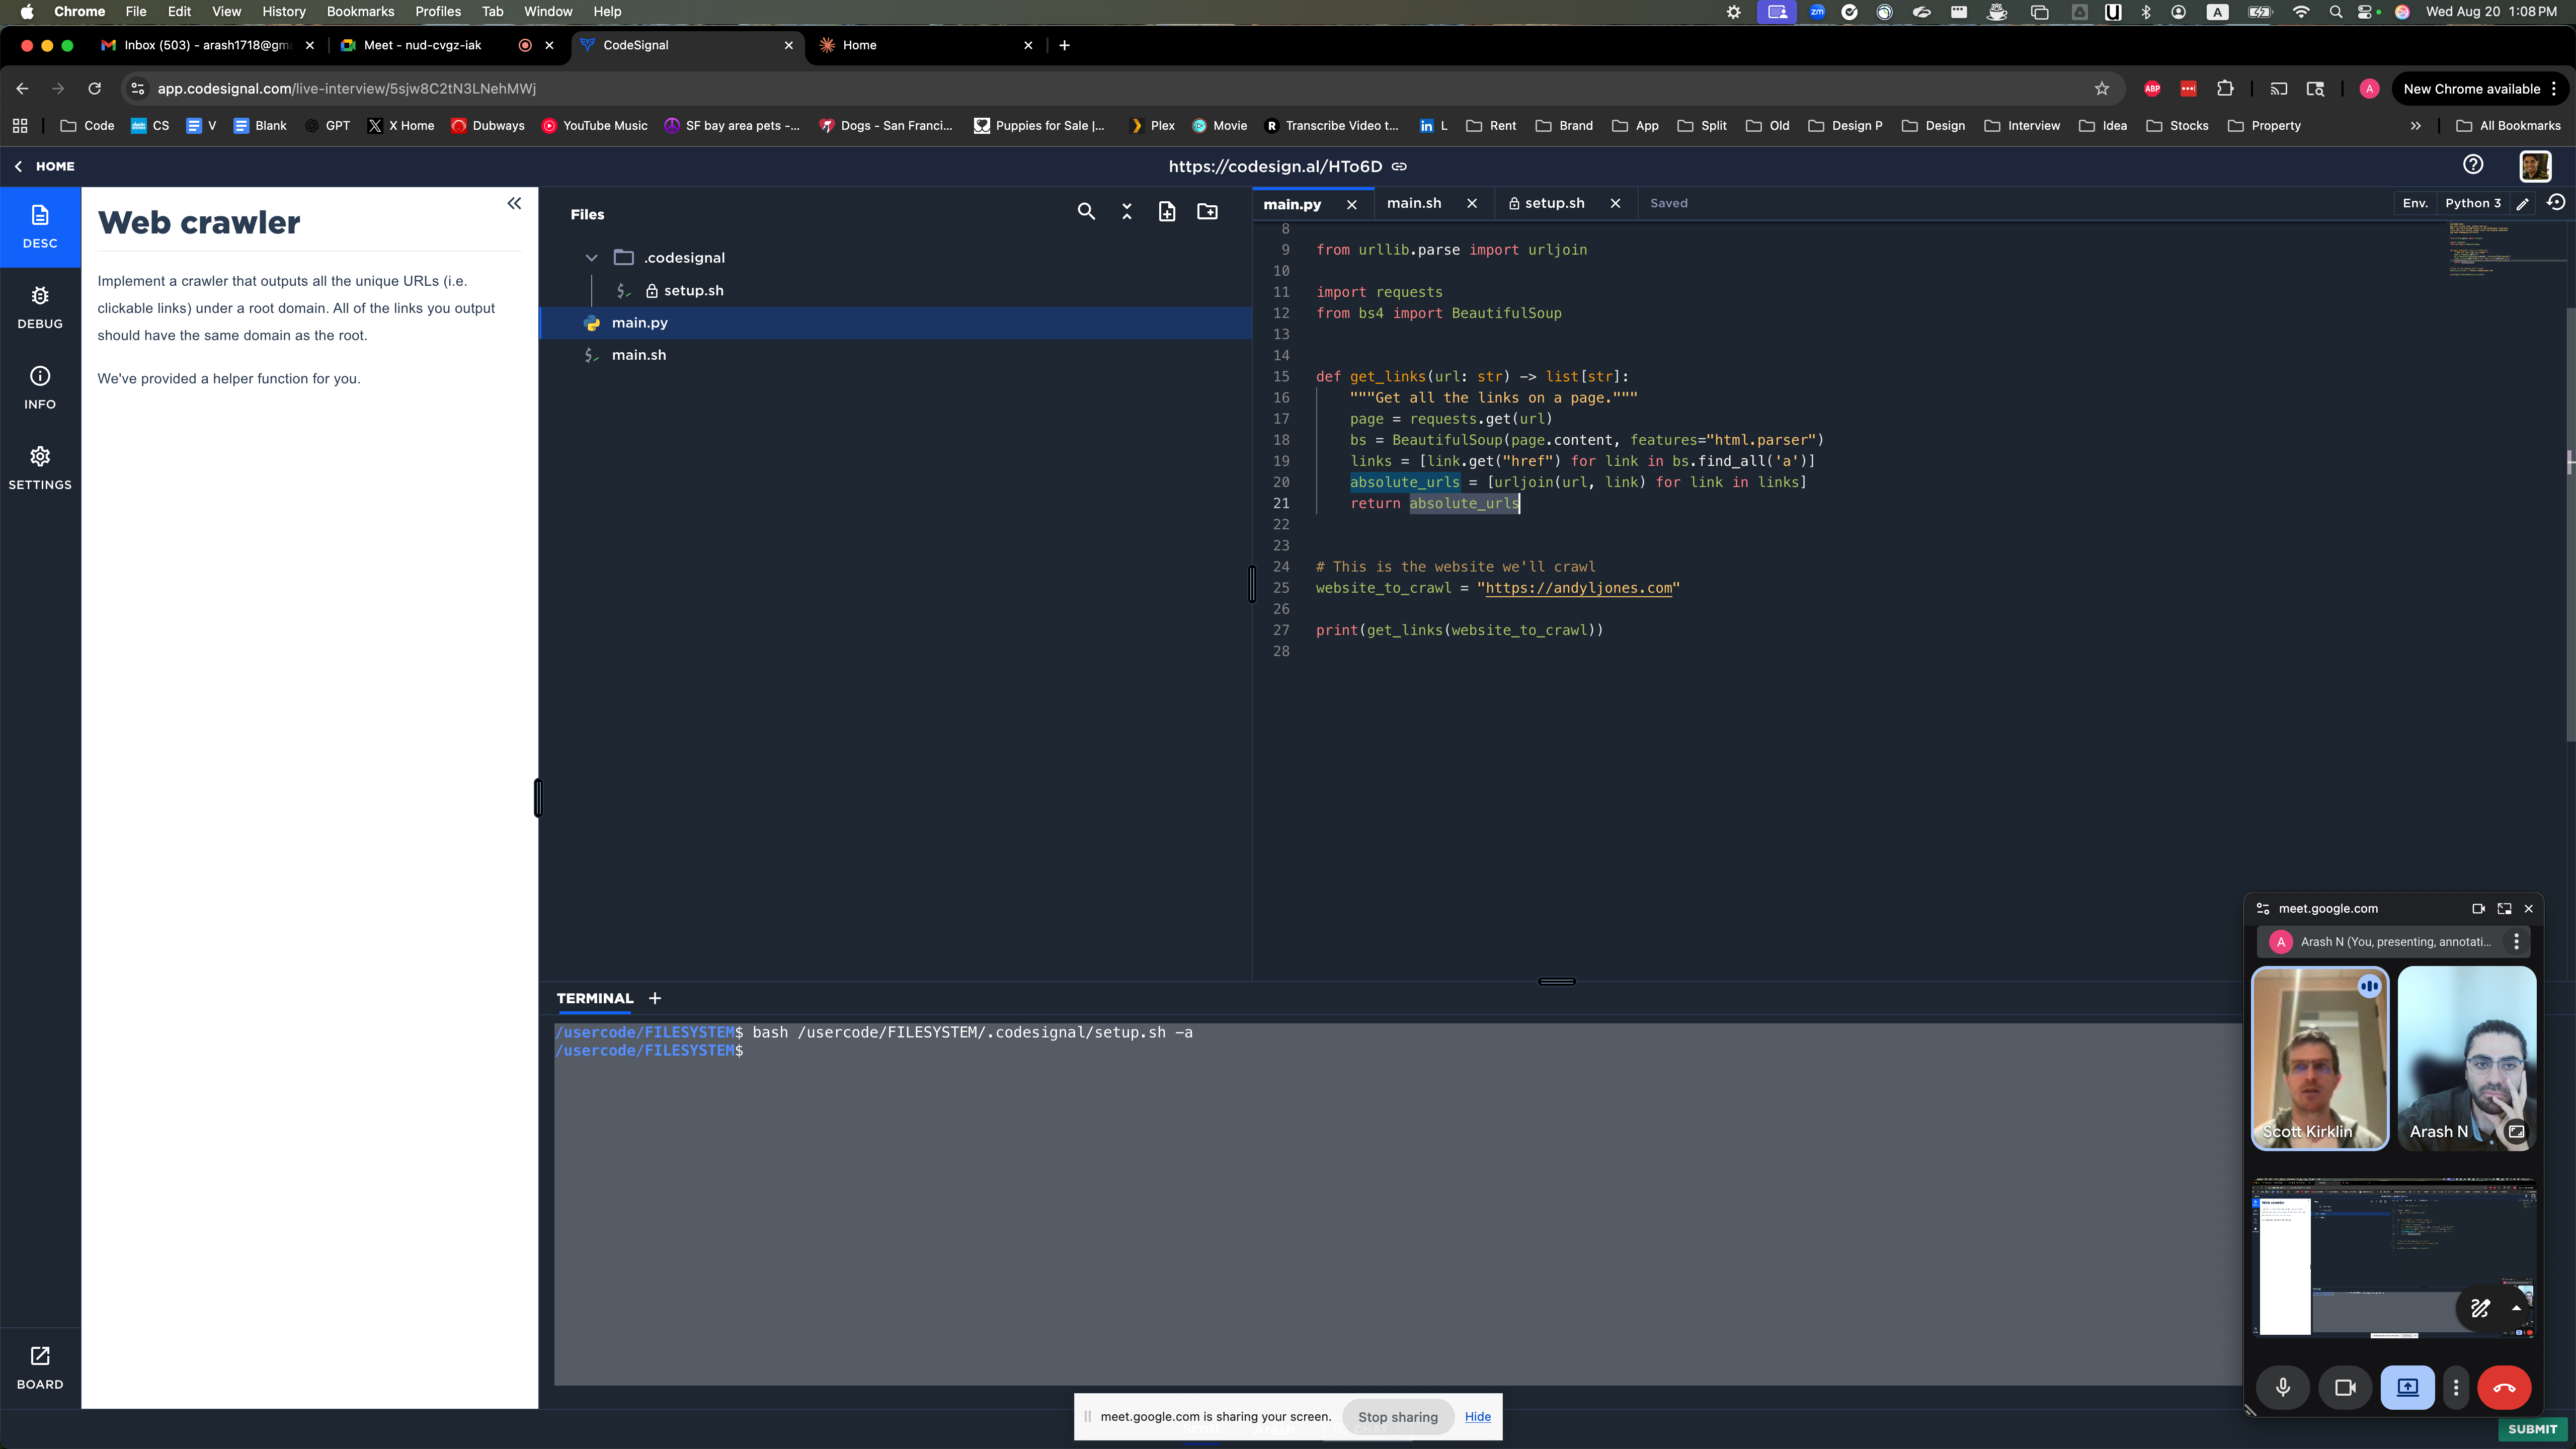 Chrome File Edit View History Bookmarks Profiles Tab Window Help
zm
A
Wed Aug 20 1:08 PM
Inbox (503) - arash1718@gm
Meet - nud-cvgz-iak
CodeSignal
Home
app.codesignal.com/live-interview/5sjw8C2tN3LNehMWj
ABP
A
New Chrome available
Code
CS
V
Blank
GPT
X Home
Dubways
YouTube Music
SF bay area pets -...
Dogs - San Franci...
Puppies for Sale |...
Plex
Movie
Transcribe Video t...
L
Rent
Brand
App
Split
Old
Design P
Design
Interview
Idea
Stocks
Property
All Bookmarks
HOME
https://codesign.al/HTo6D
DESC
DEBUG
INFO
SETTINGS
BOARD
Web crawler
Implement a crawler that outputs all the unique URLs (i.e.
clickable links) under a root domain. All of the links you output
should have the same domain as the root.
We've provided a helper function for you.
Files
.codesignal
setup.sh
main.py
main.sh
main.py
main.sh
setup.sh
Saved
Env. Python 3
8
9 from urllib.parse import urljoin
10
11 import requests
12 from bs4 import BeautifulSoup
13
14
15 def get_links(url: str) -> list[str]:
16 """Get all the links on a page."""
17 page = requests.get(url)
18 bs = BeautifulSoup(page.content, features="html.parser")
19 links = [link.get("href") for link in bs.find_all('a')]
20 absolute_urls = [urljoin(url, link) for link in links]
21 return absolute_urls
22
23
24 # This is the website we'll crawl
25 website_to_crawl = "https://andyljones.com"
26
27 print(get_links(website_to_crawl))
28
TERMINAL
/usercode/FILESYSTEM$ bash /usercode/FILESYSTEM/.codesignal/setup.sh -a
/usercode/FILESYSTEM$
meet.google.com
A
Arash N (You, presenting, annotati...
Scott Kirklin
Arash N
meet.google.com is sharing your screen.
Stop sharing
Hide
SUBMIT